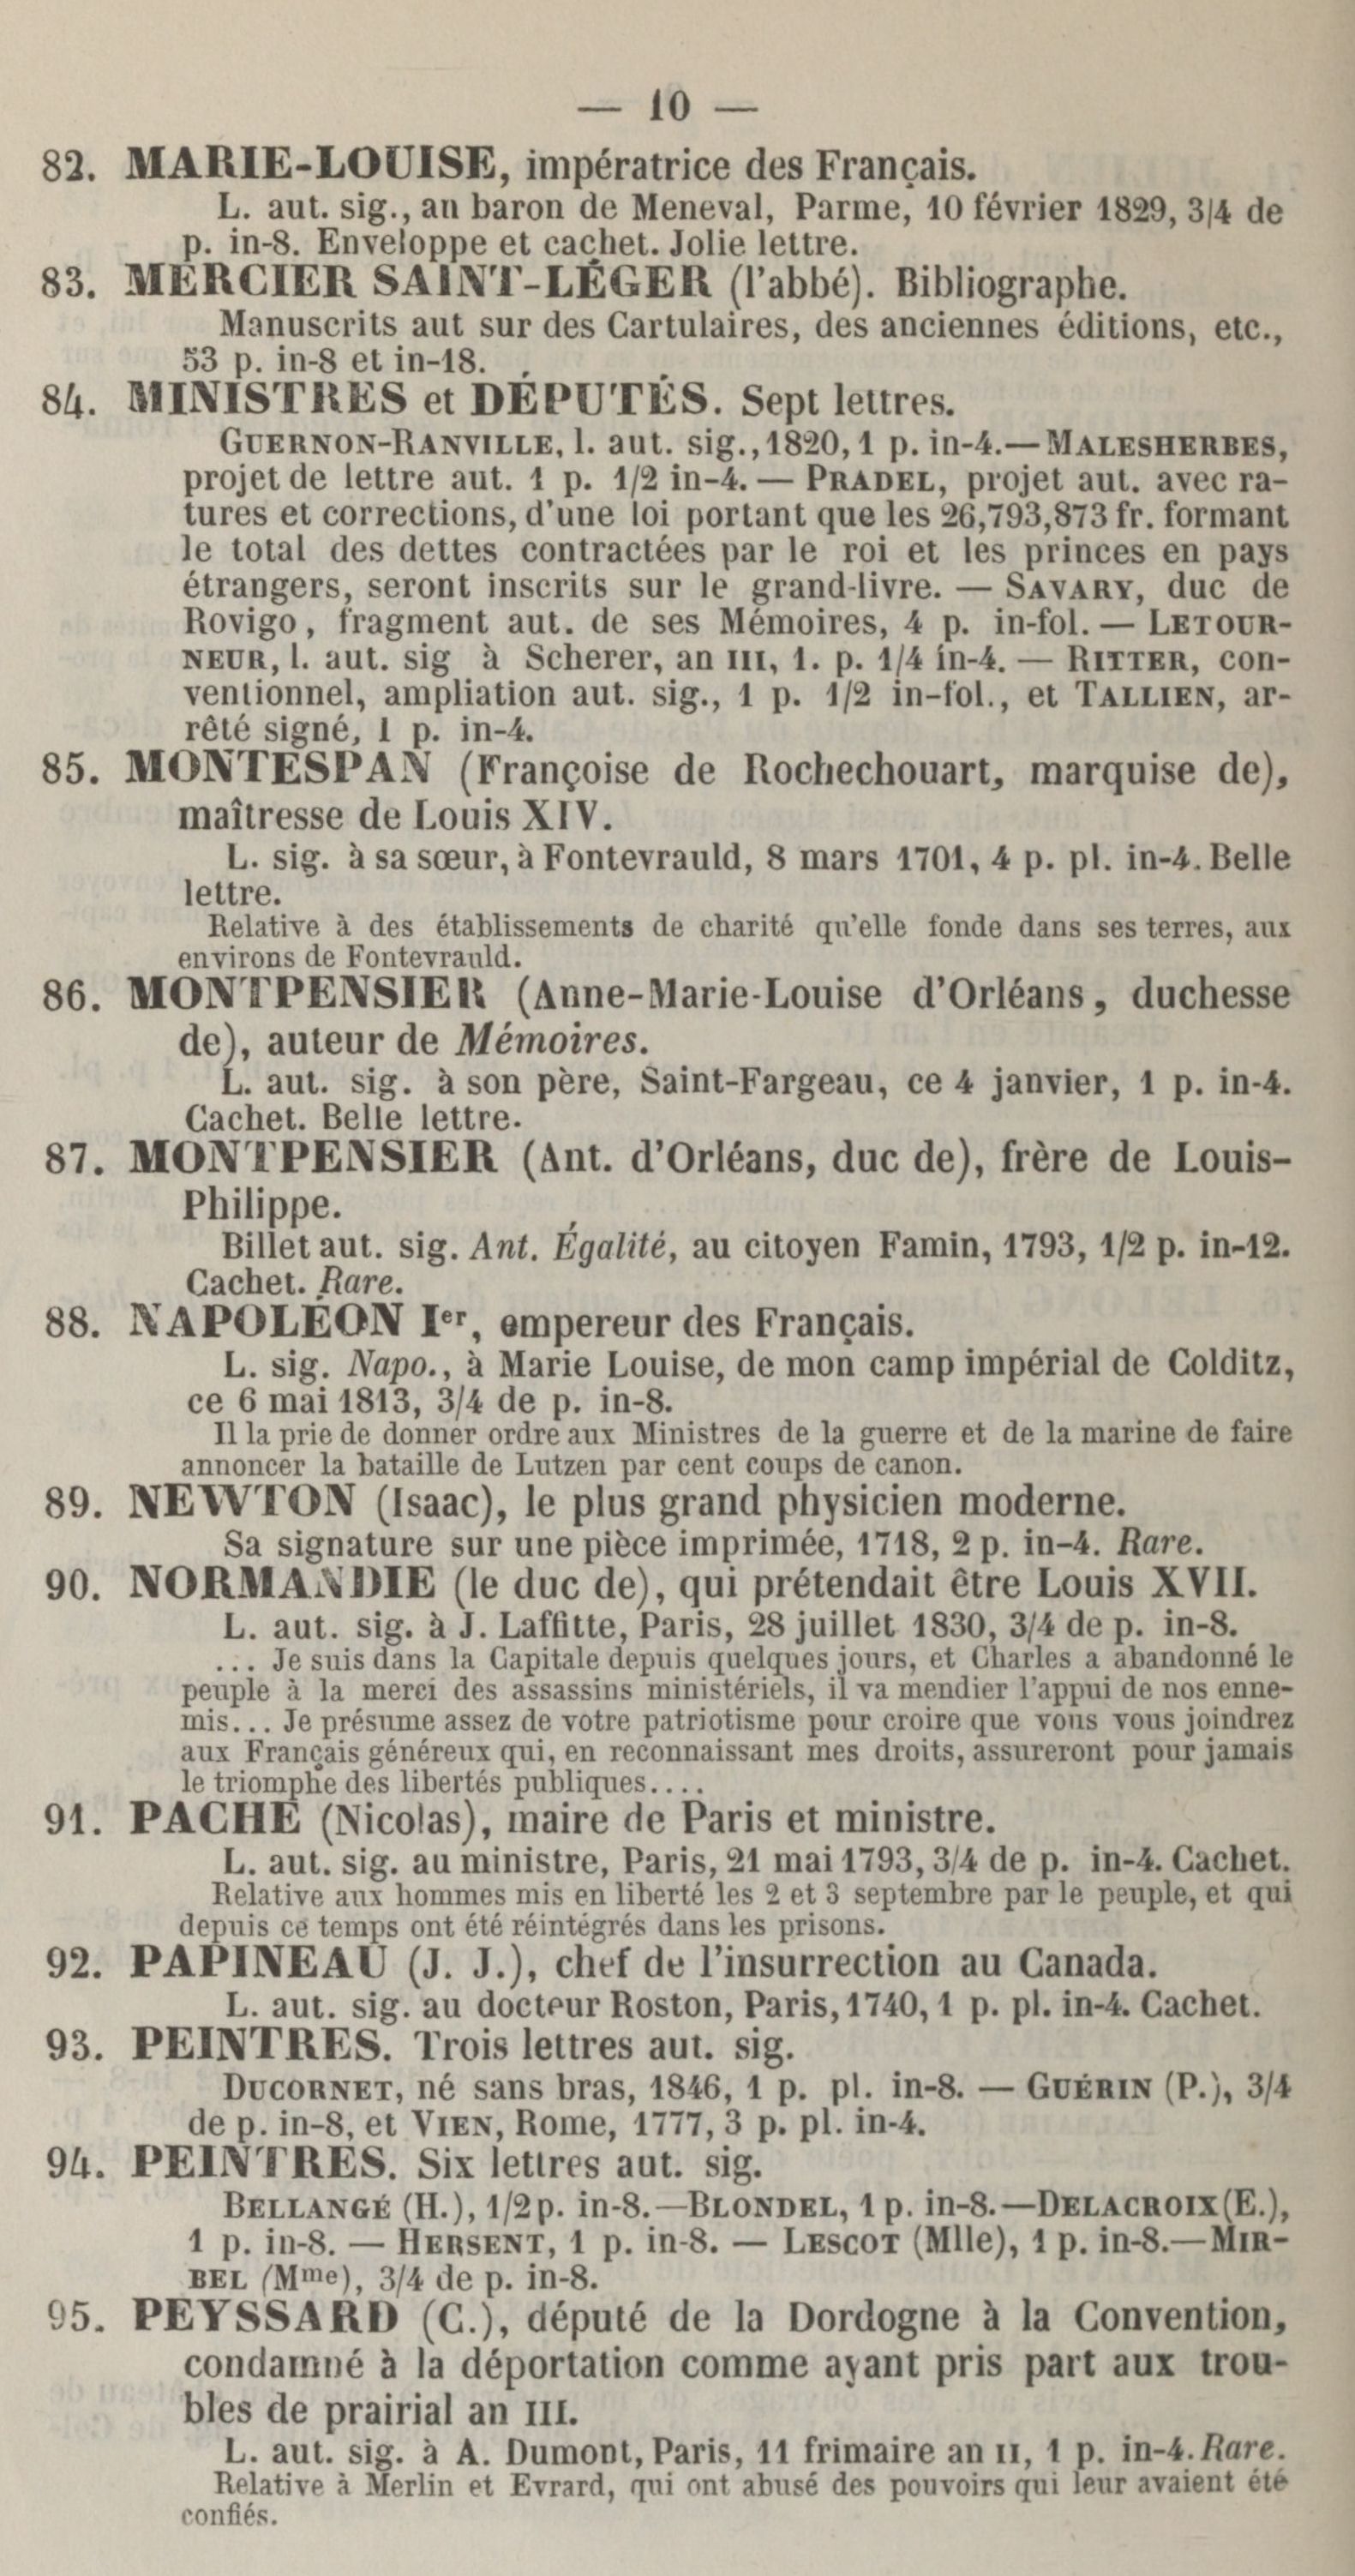 — 10 —
82. MARIE-LOUISE, impératrice des Français.
L. aut. sig., au baron de Meneval, Parme, 10 février 1829, 3/4 de
p. in-8. Enveloppe et cachet. Jolie lettre.
83. MERCIER SAINT-LÉGER (l'abbé). Bibliographe.
Manuscrits aut sur des Cartulaires, des anciennes éditions, etc.,
53 p. in-8 et in-18.
84. MINISTRES et DÉPUTÉS. Sept lettres.
GUERNON-RANVILLE, l. aut. sig., 1820, 1 p. in-4.— MALESHERBES,
projet de lettre aut. 1 p. 1/2 in-4. — PRADEL, projet aut. avec ra-
tures et corrections, d'une loi portant que les 26,793,873 fr. formant
le total des dettes contractées par le roi et les princes en pays
étrangers, seront inscrits sur le grand-livre. — SAVARY, duc de
Rovigo, fragment aut. de ses Mémoires, 4 p. in-fol. — LETOUR-
NEUR, l. aut. sig à Scherer, an III, 1. p. 1/4 in-4. — RITTER, con-
ventionnel, ampliation aut. sig., 1 p. 1/2 in-fol., et TALLIEN, ar-
rêté signé, 1 p. in-4.
85. MONTESPAN (Françoise de Rochechouart, marquise de),
maîtresse de Louis XIV.
L. sig. à sa sœur, à Fontevrauld, 8 mars 1701, 4 p. pl. in-4. Belle
lettre.
Relative à des établissements de charité qu'elle fonde dans ses terres, aux
environs de Fontevrauld.
86. MONTPENSIER (Anne-Marie-Louise d'Orléans, duchesse
de), auteur de Mémoires.
L. aut. sig. à son père, Saint-Fargeau, ce 4 janvier, 1 p. in-4.
Cachet. Belle lettre.
87. MONTPENSIER (Ant. d'Orléans, duc de), frère de Louis-
Philippe.
Billet aut. sig. Ant. Égalité, au citoyen Famin, 1793, 1/2 p. in-12.
Cachet. Rare.
88. NAPOLÉON Ier, empereur des Français.
L. sig. Napo., à Marie Louise, de mon camp impérial de Colditz,
ce 6 mai 1813, 3/4 de p. in-8.
Il la prie de donner ordre aux Ministres de la guerre et de la marine de faire
annoncer la bataille de Lutzen par cent coups de canon.
89. NEWTON (Isaac), le plus grand physicien moderne.
Sa signature sur une pièce imprimée, 1718, 2 p. in-4. Rare.
90. NORMANDIE (le duc de), qui prétendait être Louis XVII.
L. aut. sig. à J. Laffitte, Paris, 28 juillet 1830, 3/4 de p. in-8.
... Je suis dans la Capitale depuis quelques jours, et Charles a abandonné le
peuple à la merci des assassins ministériels, il va mendier l'appui de nos enne-
mis... Je présume assez de votre patriotisme pour croire que vous vous joindrez
aux Français généreux qui, en reconnaissant mes droits, assureront pour jamais
le triomphe des libertés publiques....
91. PACHE (Nicolas), maire de Paris et ministre.
L. aut. sig. au ministre, Paris, 21 mai 1793, 3/4 de p. in-4. Cachet.
Relative aux hommes mis en liberté les 2 et 3 septembre par le peuple, et qui
depuis ce temps ont été réintégrés dans les prisons.
92. PAPINEAU (J. J.), chef de l'insurrection au Canada.
L. aut. sig. au docteur Roston, Paris, 1740, 1 p. pl. in-4. Cachet.
93. PEINTRES. Trois lettres aut. sig.
DUCORNET, né sans bras, 1846, 1 p. pl. in-8. — GUÉRIN (P.), 3/4
de p. in-8, et VIEN, Rome, 1777, 3 p. pl. in-4.
94. PEINTRES. Six lettres aut. sig.
BELLANGÉ (H.), 1/2 p. in-8.—BLONDEL, 1 p. in-8.—DELACROIX (E.),
1 p. in-8. — HERSENT, 1 p. in-8. — LESCOT (Mlle), 1 p. in-8.—MIR-
BEL (Mme), 3/4 de p. in-8.
95. PEYSSARD (C.), député de la Dordogne à la Convention,
condamné à la déportation comme ayant pris part aux trou-
bles de prairial an III.
L. aut. sig. à A. Dumont, Paris, 11 frimaire an II, 1 p. in-4. Rare.
Relative à Merlin et Evrard, qui ont abusé des pouvoirs qui leur avaient été
confiés.